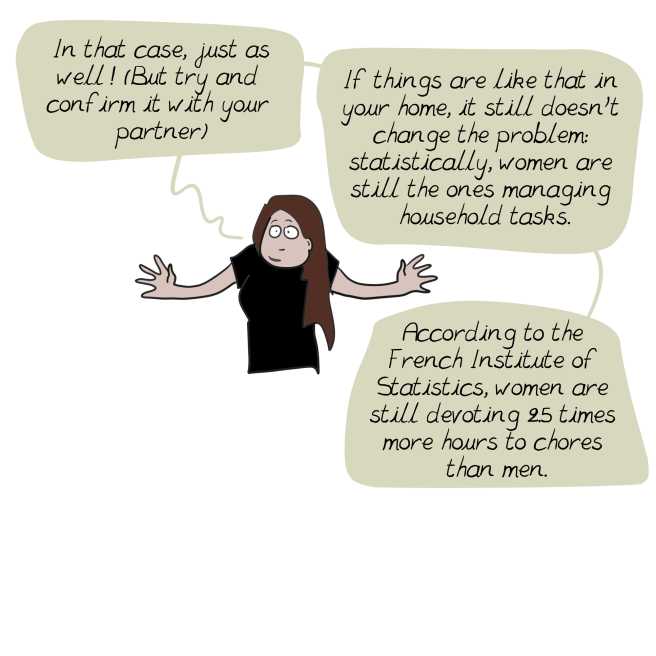 In that case, just as
well! (But try and
confirm it with your
partner)
If things are like that in
your home, it still doesn't
change the problem:
statistically, women are
still the ones managing
household tasks.
According to the
French Institute of
Statistics, women are
still devoting 2.5 times
more hours to chores
than men.